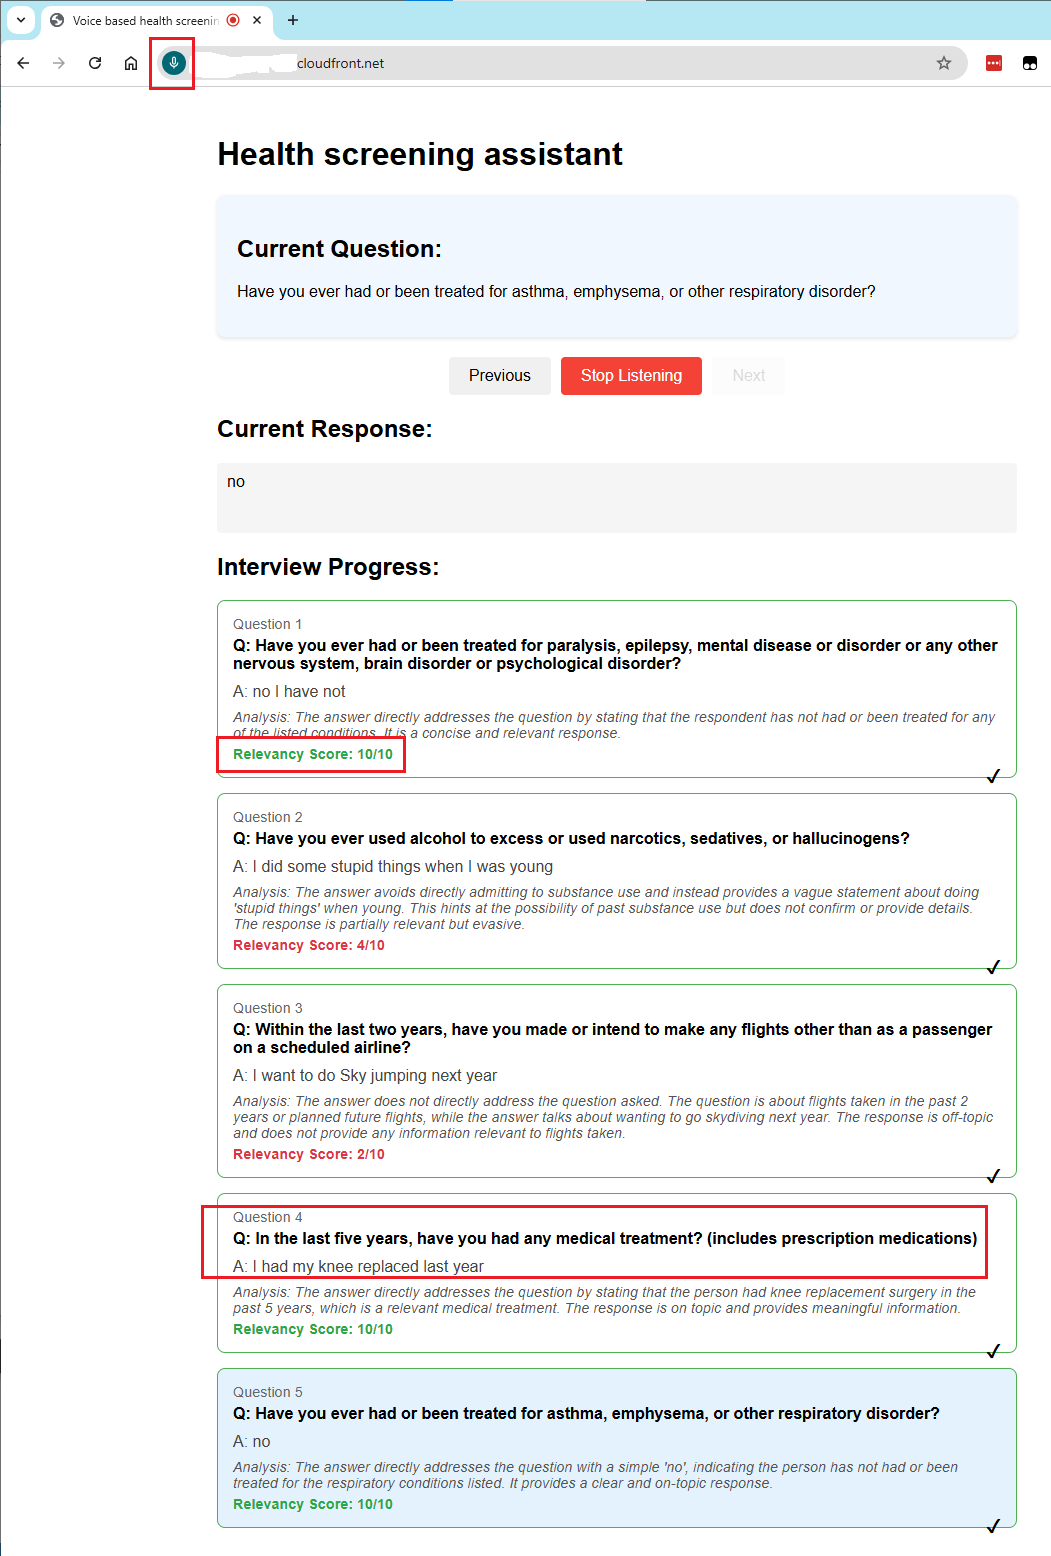 Voice based health screenin
cloudfront.net
Health screening assistant
Current Question:
Have you ever had or been treated for asthma, emphysema, or other respiratory disorder?
Previous
Stop Listening
Next
Current Response:
no
Interview Progress:
Question 1
Q: Have you ever had or been treated for paralysis, epilepsy, mental disease or disorder or any other
nervous system, brain disorder or psychological disorder?
A: no I have not
Analysis: The answer directly addresses the question by stating that the respondent has not had or been treated for any
of the listed conditions. It is a concise and relevant response.
Relevancy Score: 10/10
✓
Question 2
Q: Have you ever used alcohol to excess or used narcotics, sedatives, or hallucinogens?
A: I did some stupid things when I was young
Analysis: The answer avoids directly admitting to substance use and instead provides a vague statement about doing
'stupid things' when young. This hints at the possibility of past substance use but does not confirm or provide details.
The response is partially relevant but evasive.
Relevancy Score: 4/10
✓
Question 3
Q: Within the last two years, have you made or intend to make any flights other than as a passenger
on a scheduled airline?
A: I want to do Sky jumping next year
Analysis: The answer does not directly address the question asked. The question is about flights taken in the past 2
years or planned future flights, while the answer talks about wanting to go skydiving next year. The response is off-topic
and does not provide any information relevant to flights taken.
Relevancy Score: 2/10
✓
Question 4
Q: In the last five years, have you had any medical treatment? (includes prescription medications)
A: I had my knee replaced last year
Analysis: The answer directly addresses the question by stating that the person had knee replacement surgery in the
past 5 years, which is a relevant medical treatment. The response is on topic and provides meaningful information.
Relevancy Score: 10/10
✓
Question 5
Q: Have you ever had or been treated for asthma, emphysema, or other respiratory disorder?
A: no
Analysis: The answer directly addresses the question with a simple 'no', indicating the person has not had or been
treated for the respiratory conditions listed. It provides a clear and on-topic response.
Relevancy Score: 10/10
✓